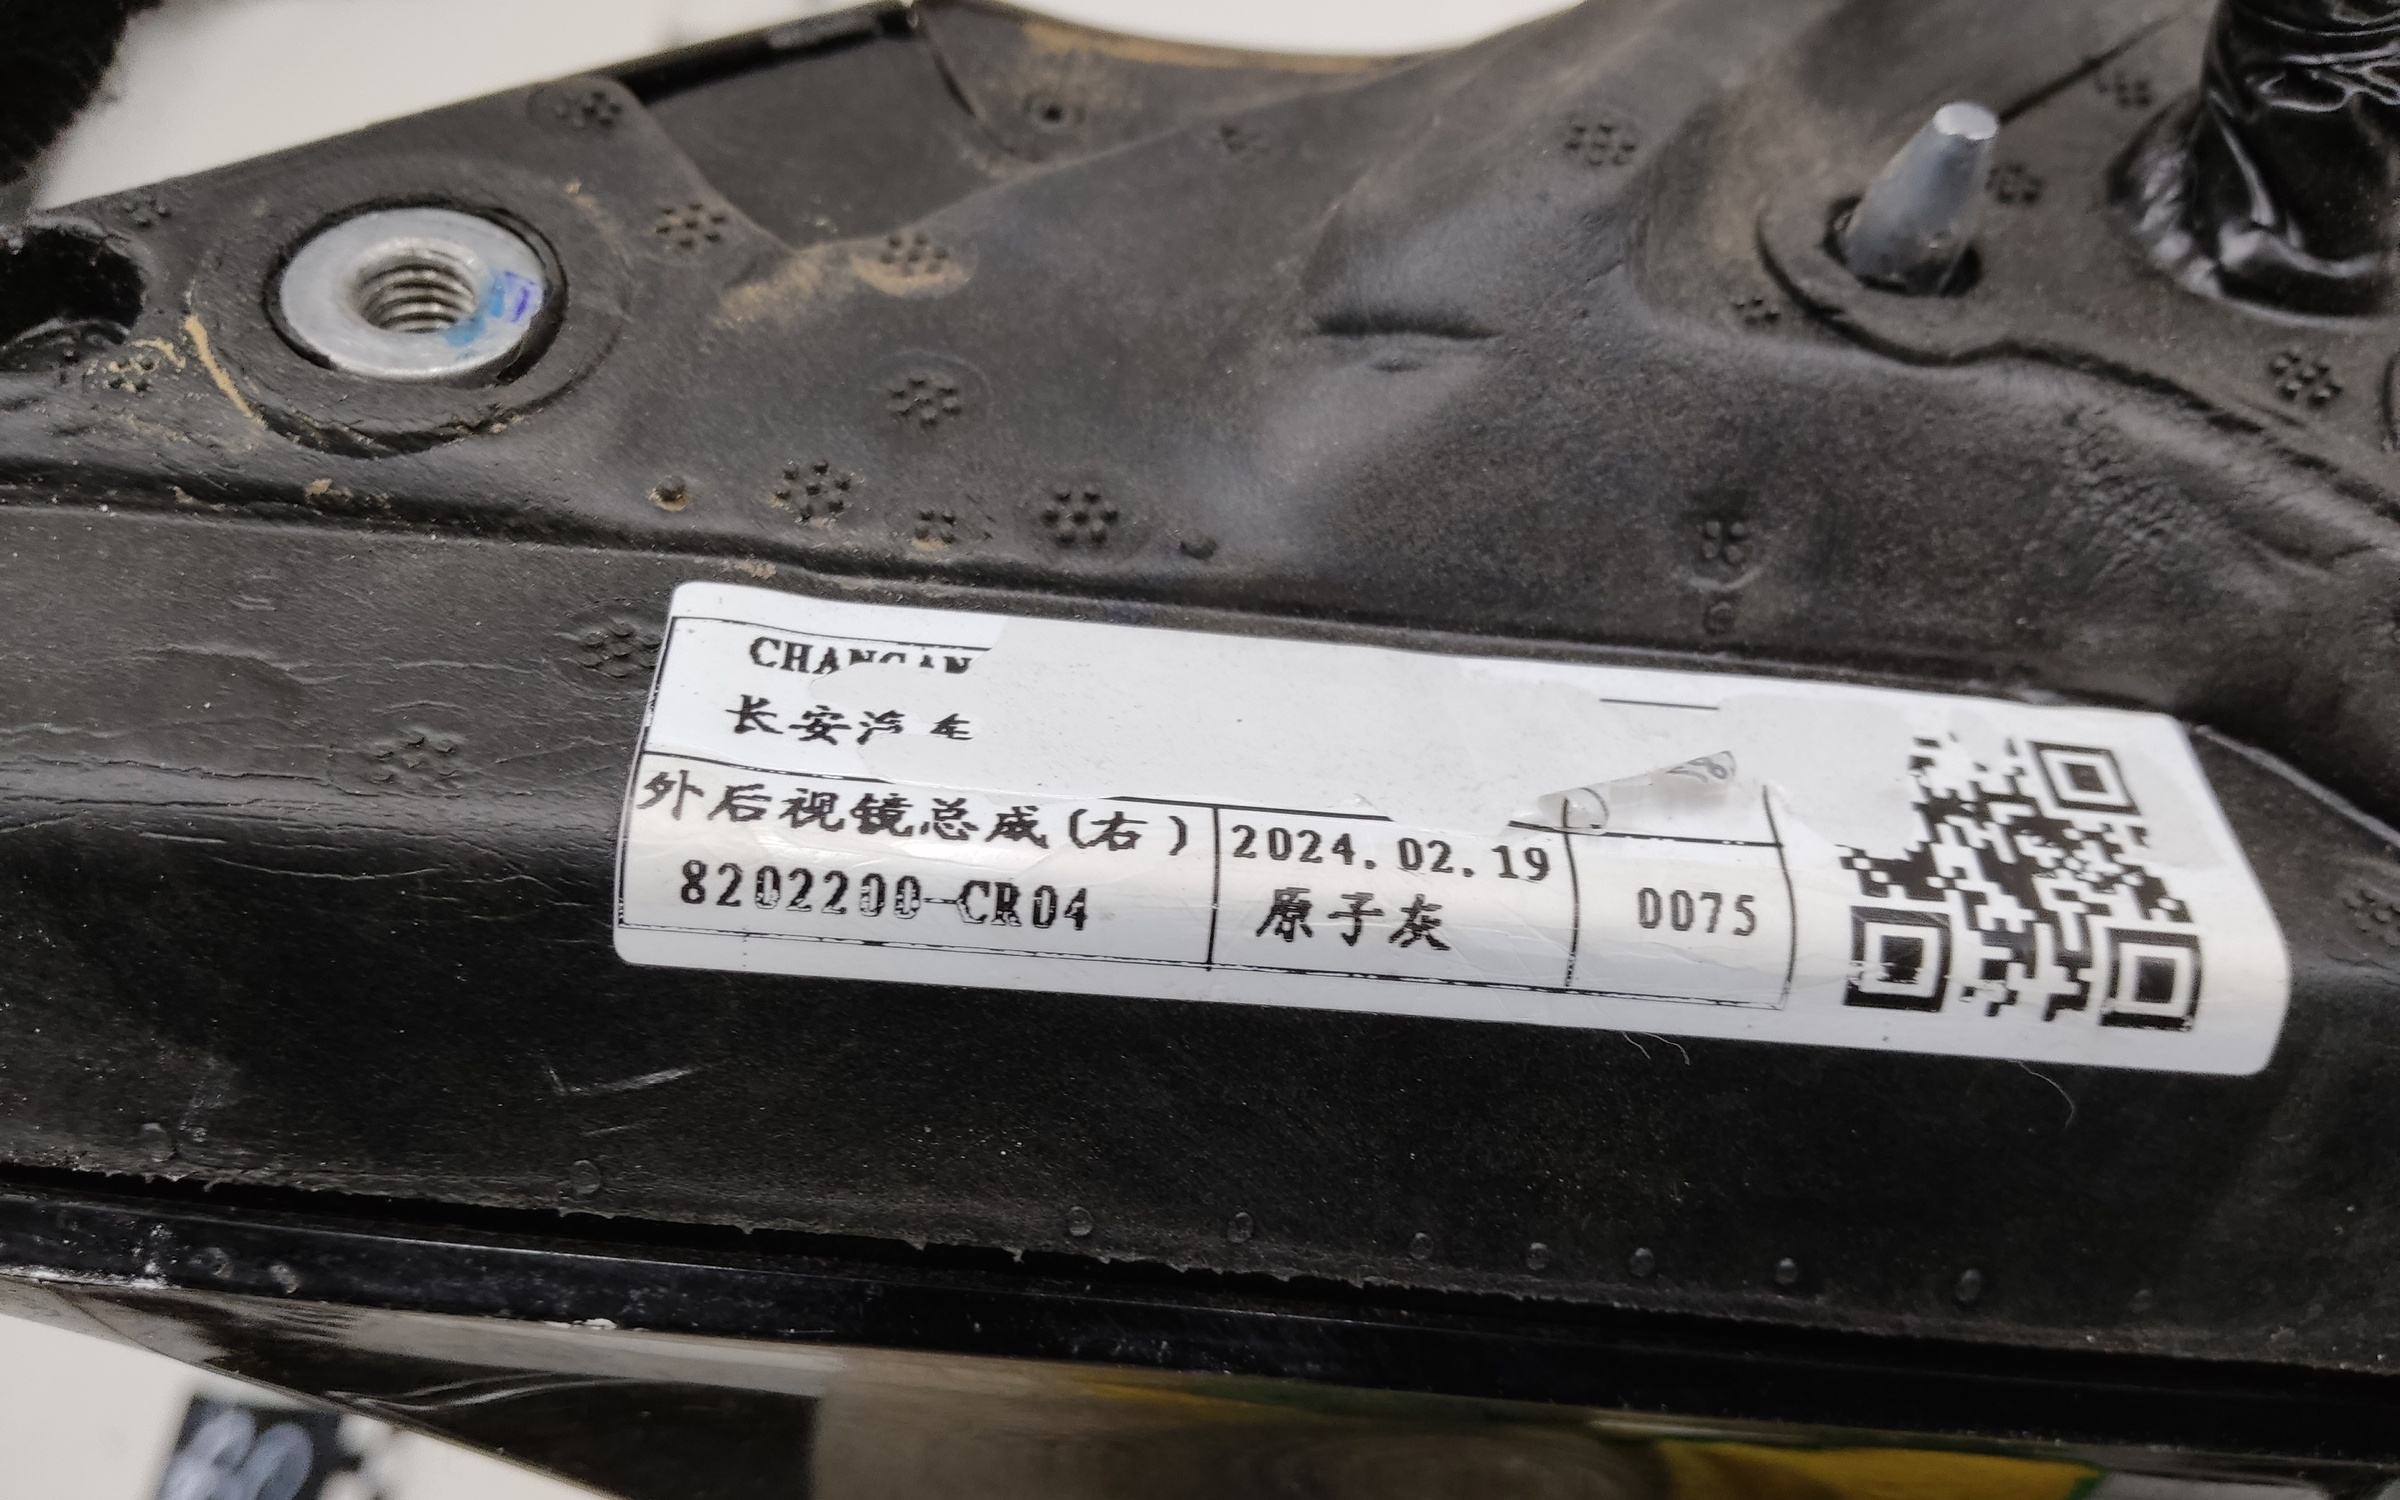 CHANGAN
长安汽车
外后视镜总成(右)
8202200-CR04
2024.02.19
原子灰
0075